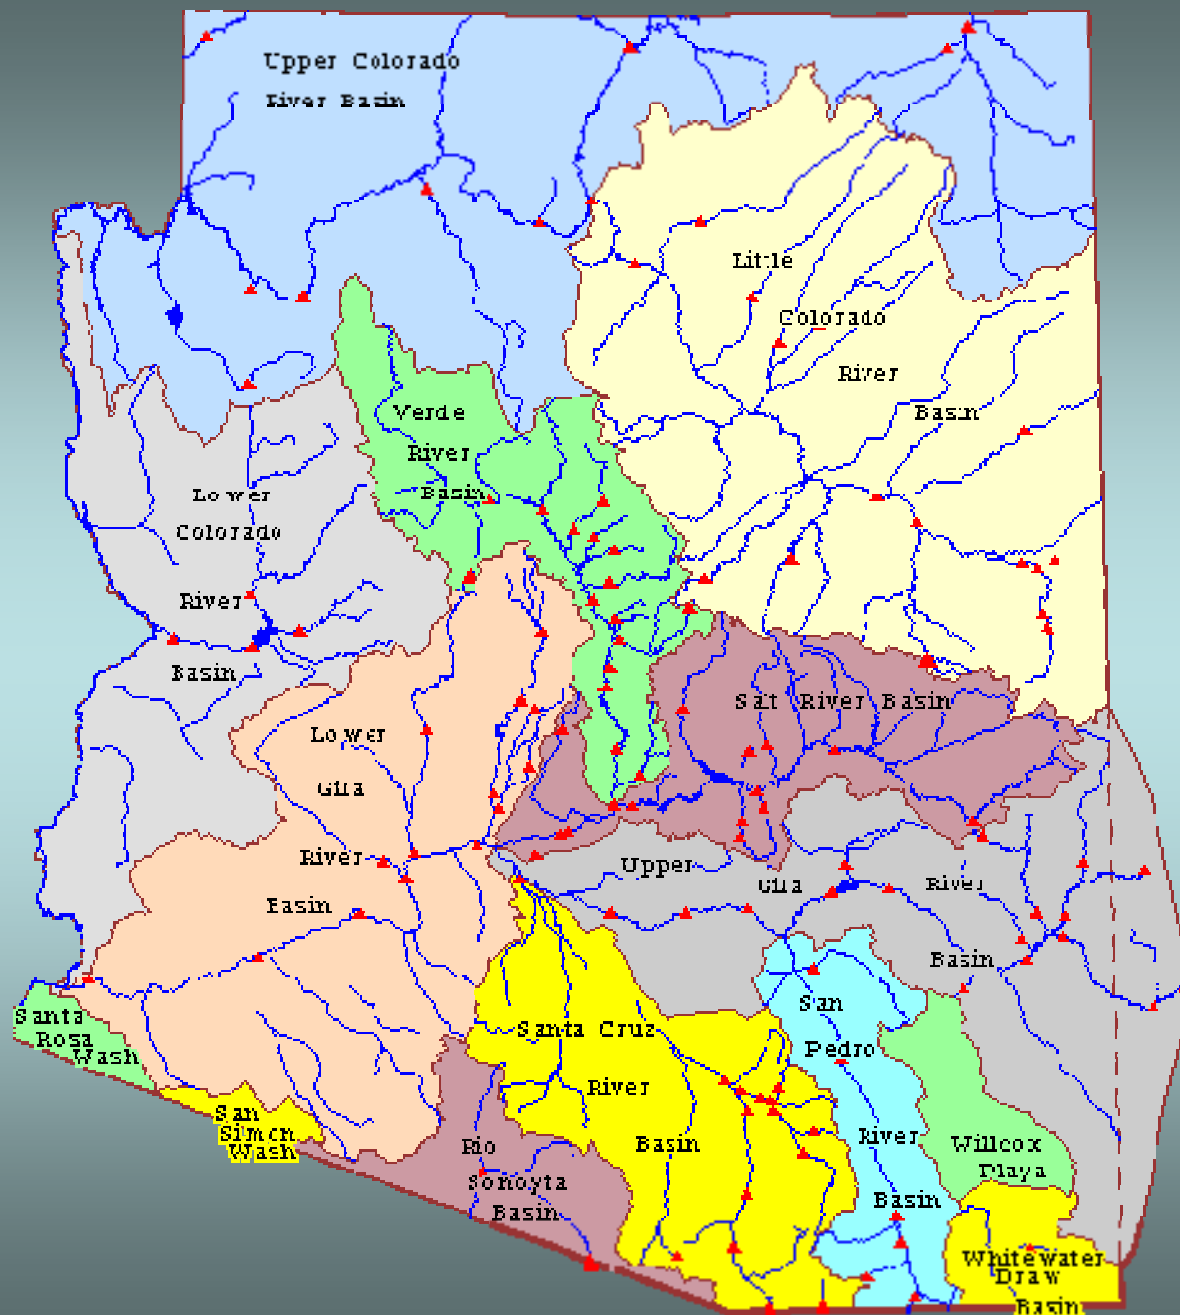 Upper Colorado
River Basin
Little
Colorado
River
Basin
Verde
River
Basin
Lower
Colorado
River
Basin
Salt River Basin
Lower
Gila
River
Basin
Upper Gila River
Basin
San
Pedro
River
Basin
Santa Cruz
River
Basin
Santa
Rosa
Wash
San
Simon
Wash
Rio
Sonoyta
Basin
Willcox
Playa
Whitewater
Draw
Basin